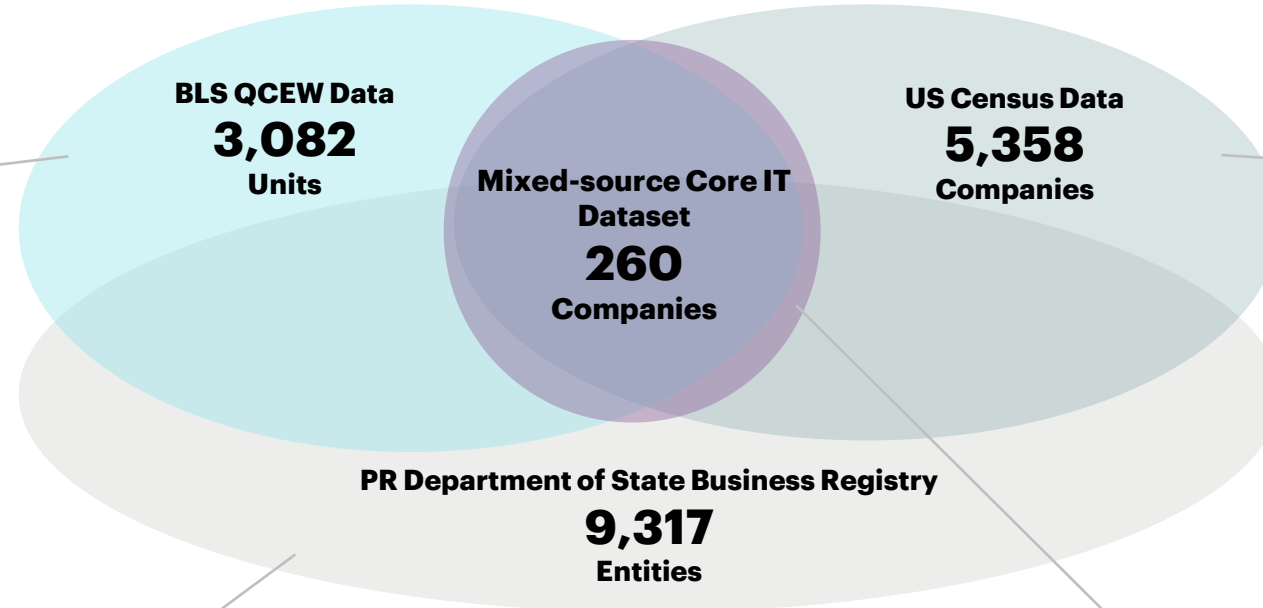 BLS QCEW Data
3,082
Units
US Census Data
5,358
Companies
Mixed-source Core IT
Dataset
260
Companies
PR Department of State Business Registry
9,317
Entities